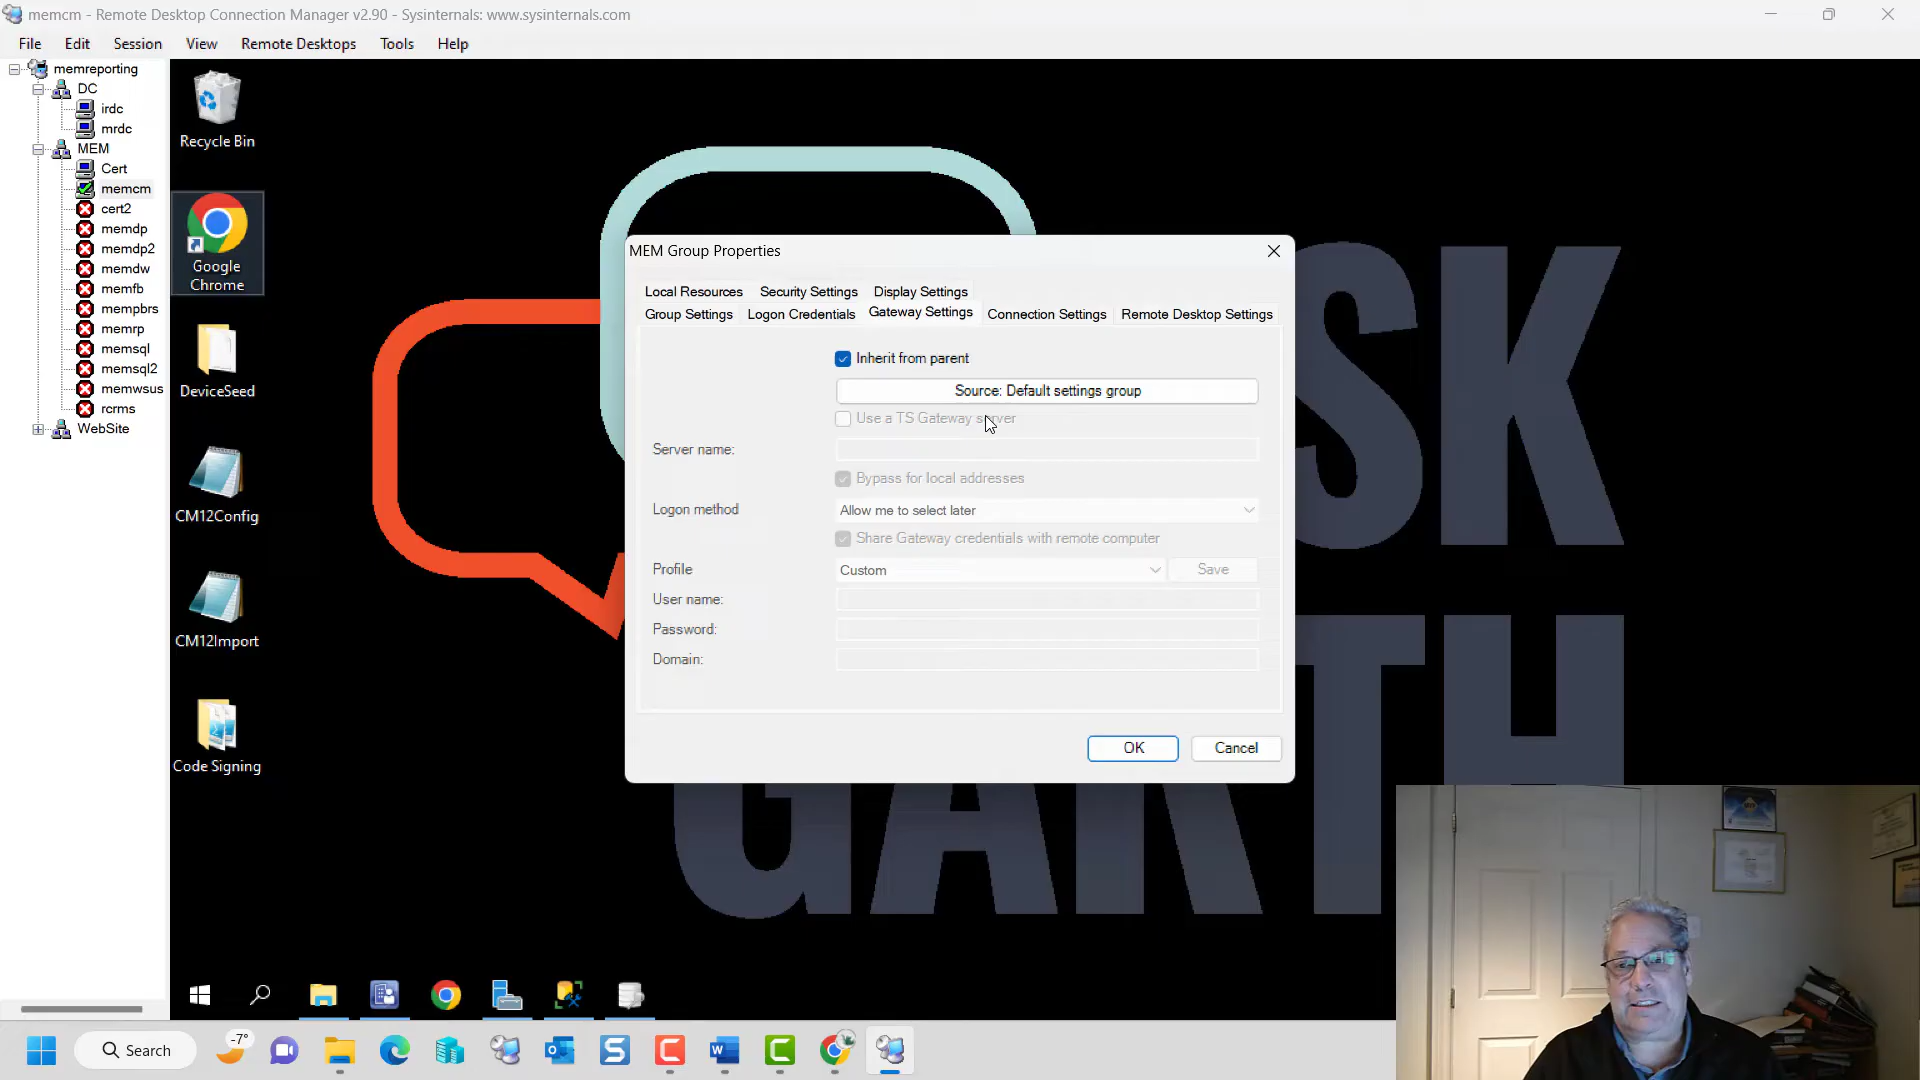 memcm - Remote Desktop Connection Manager v2.90 - Sysinternals: www.sysinternals.com
File Edit Session View Remote Desktops Tools Help
memreporting
DC
irdc
mrdc
MEM
Cert
memcm
cert2
memdp
memdp2
memdw
memfb
mempbrs
memrp
memsql
memsql2
memwsus
rcrms
WebSite
Recycle Bin
Google
Chrome
DeviceSeed
CM12Config
CM12Import
Code Signing
SK
GARTH
MEM Group Properties
Local Resources Security Settings Display Settings
Group Settings Logon Credentials Gateway Settings Connection Settings Remote Desktop Settings
Inherit from parent
Source: Default settings group
Use a TS Gateway server
Server name:
Bypass for local addresses
Logon method Allow me to select later
Share Gateway credentials with remote computer
Profile Custom Save
User name:
Password:
Domain:
OK Cancel
-7°
Search